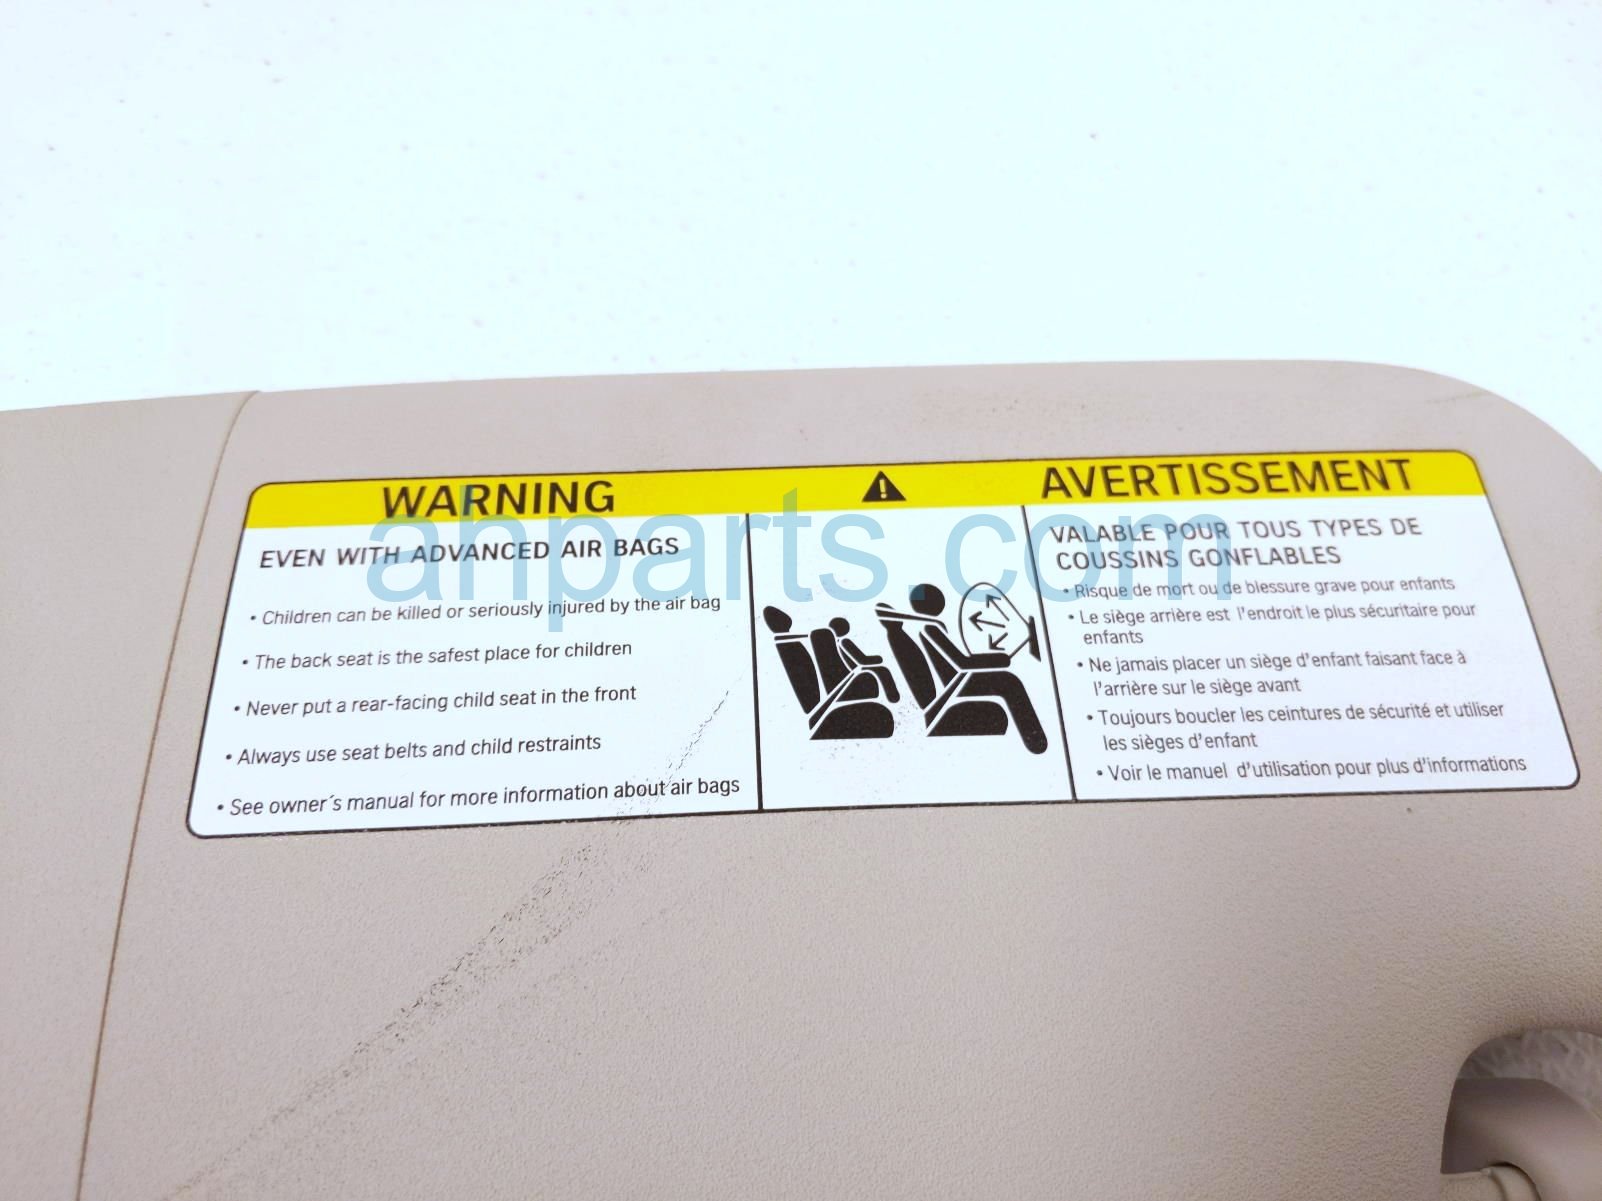 WARNING
EVEN WITH ADVANCED AIR BAGS
• Children can be killed or seriously injured by the air bag
• The back seat is the safest place for children
• Never put a rear-facing child seat in the front
• Always use seat belts and child restraints
• See owner´s manual for more information about air bags
AVERTISSEMENT
VALABLE POUR TOUS TYPES DE
COUSSINS GONFLABLES
• Risque de mort ou de blessure grave pour enfants
• Le siège arrière est l'endroit le plus sécuritaire pour
enfants
• Ne jamais placer un siège d'enfant faisant face à
l'arrière sur le siège avant
• Toujours boucler les ceintures de sécurité et utiliser
les sièges d'enfant
• Voir le manuel d'utilisation pour plus d'informations
ahparts.com